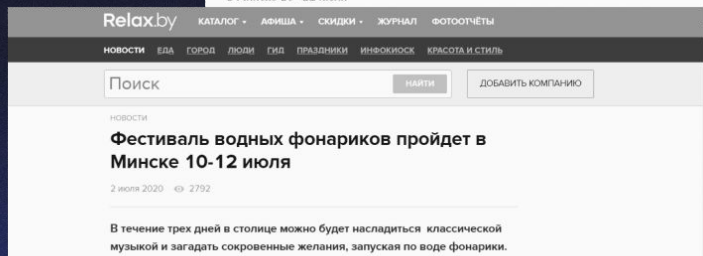 Relax.by КАТАЛОГ АФИША СКИДКИ ЖУРНАЛ ФОТООТЧЁТЫ
НОВОСТИ ЕДА ГОРОД ЛЮДИ ГИД ПРАЗДНИКИ ИНФОКИОСК КРАСОТА И СТИЛЬ
Поиск НАЙТИ ДОБАВИТЬ КОМПАНИЮ
НОВОСТИ
Фестиваль водных фонариков пройдет в
Минске 10-12 июля
2 июля 2020 2792
В течение трех дней в столице можно будет насладиться классической
музыкой и загадать сокровенные желания, запуская по воде фонарики.